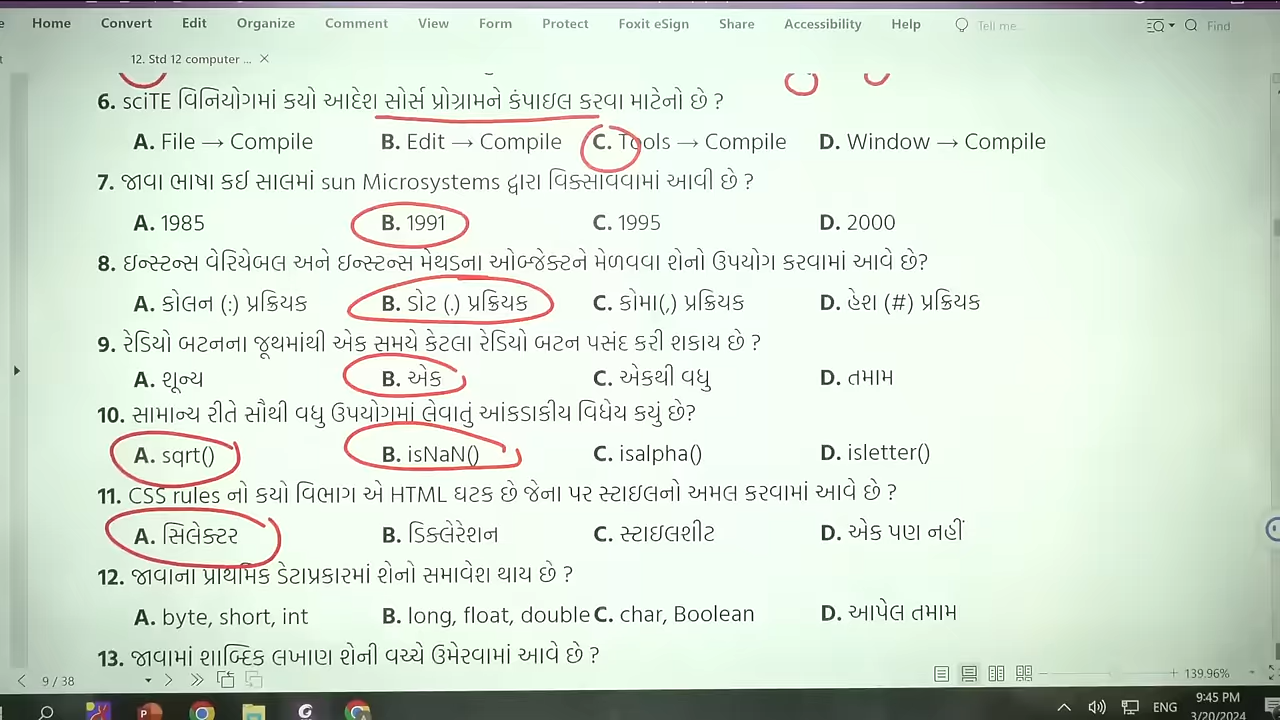 Home Convert Edit Organize Comment View Form Protect Foxit eSign Share Accessibility Help Tell me... Find
12. Std 12 computer ... ×
6. sciTE વિનિયોગમાં કયો આદેશ સોર્સ પ્રોગ્રામને કંપાઇલ કરવા માટેનો છે ?
A. File → Compile B. Edit → Compile C. Tools → Compile D. Window → Compile
7. જાવા ભાષા કઈ સાલમાં sun Microsystems દ્વારા વિક્સાવવામાં આવી છે ?
A. 1985 B. 1991 C. 1995 D. 2000
8. ઇન્સ્ટન્સ વેરિયેબલ અને ઇન્સ્ટન્સ મેથડના ઓબ્જેક્ટને મેળવવા શેનો ઉપયોગ કરવામાં આવે છે?
A. કોલન (:) પ્રક્રિયક B. ડોટ (.) પ્રક્રિયક C. કોમા(,) પ્રક્રિયક D. હેશ (#) પ્રક્રિયક
9. રેડિયો બટનના જૂથમાંથી એક સમયે કેટલા રેડિયો બટન પસંદ કરી શકાય છે ?
A. શૂન્ય B. એક C. એકથી વધુ D. તમામ
10. સામાન્ય રીતે સૌથી વધુ ઉપયોગમાં લેવાતું આંકડાકીય વિધેય કયું છે?
A. sqrt() B. isNaN() C. isalpha() D. isletter()
11. CSS rules નો કયો વિભાગ એ HTML ઘટક છે જેના પર સ્ટાઇલનો અમલ કરવામાં આવે છે ?
A. સિલેક્ટર B. ડિક્લેરેશન C. સ્ટાઇલશીટ D. એક પણ નહીં
12. જાવાના પ્રાથમિક ડેટાપ્રકારમાં શેનો સમાવેશ થાય છે ?
A. byte, short, int B. long, float, double C. char, Boolean D. આપેલ તમામ
13. જાવામાં શાબ્દિક લખાણ શેની વચ્ચે ઉમેરવામાં આવે છે ?
9 / 38 139.96%
ENG 9:45 PM
3/20/2024